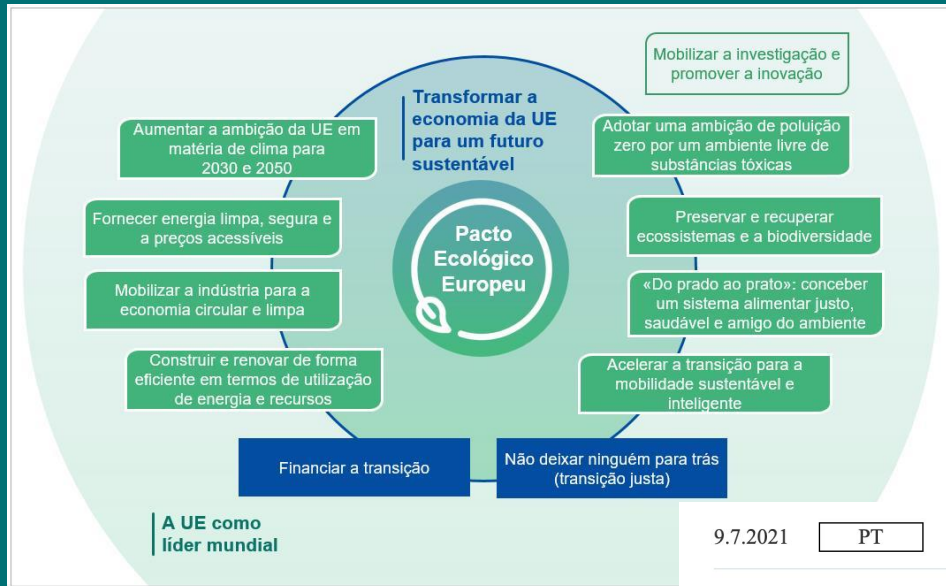 Mobilizar a investigação e
promover a inovação
Transformar a
economia da UE
para um futuro
sustentável
Aumentar a ambição da UE em
matéria de clima para
2030 e 2050
Adotar uma ambição de poluição
zero por um ambiente livre de
substâncias tóxicas
Fornecer energia limpa, segura e
a preços acessíveis
Preservar e recuperar
ecossistemas e a biodiversidade
Pacto
Ecológico
Europeu
Mobilizar a indústria para a
economia circular e limpa
«Do prado ao prato»: conceber
um sistema alimentar justo,
saudável e amigo do ambiente
Construir e renovar de forma
eficiente em termos de utilização
de energia e recursos
Acelerar a transição para a
mobilidade sustentável e
inteligente
Financiar a transição
Não deixar ninguém para trás
(transição justa)
A UE como
líder mundial
9.7.2021 PT